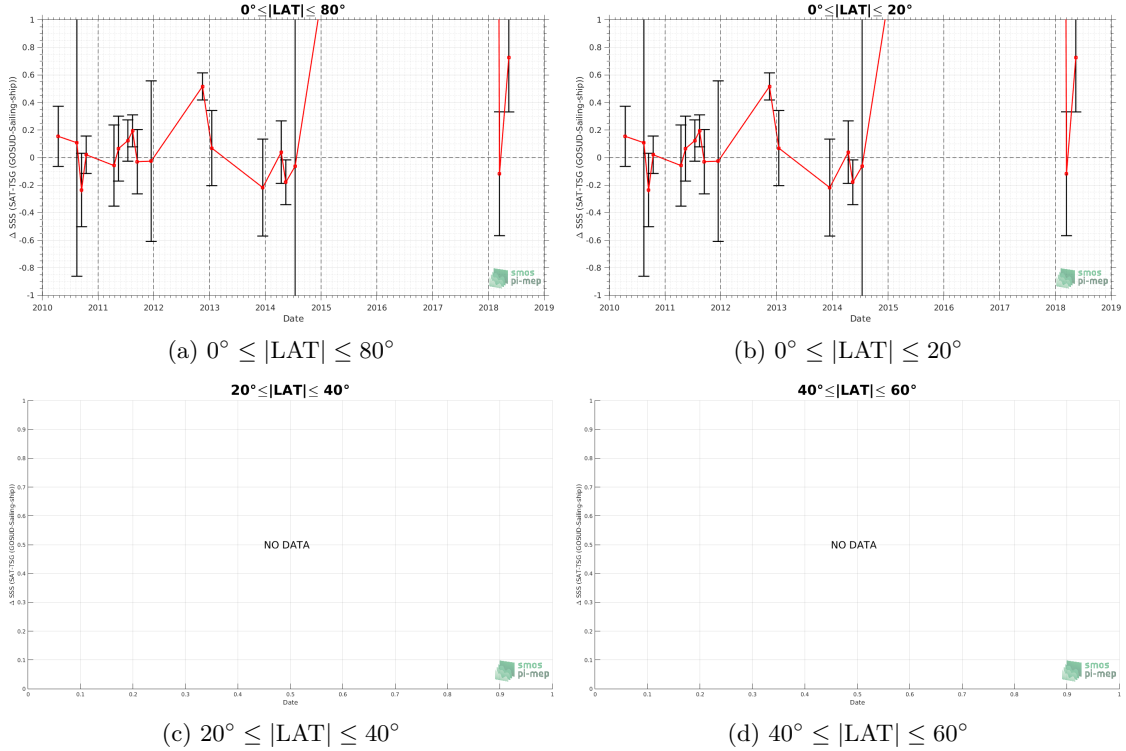 0°≤|LAT|≤ 80°
Δ SSS (SAT-TSG (GOSUD-Sailing-ship))
1
0.8
0.6
0.4
0.2
0
-0.2
-0.4
-0.6
-0.8
-1
2010 2011 2012 2013 2014 2015 2016 2017 2018 2019
Date
smos
pi-mep
(a) 0° ≤ |LAT| ≤ 80°
0°≤|LAT|≤ 20°
Δ SSS (SAT-TSG (GOSUD-Sailing-ship))
1
0.8
0.6
0.4
0.2
0
-0.2
-0.4
-0.6
-0.8
-1
2010 2011 2012 2013 2014 2015 2016 2017 2018 2019
Date
smos
pi-mep
(b) 0° ≤ |LAT| ≤ 20°
20°≤|LAT|≤ 40°
Δ SSS (SAT-TSG (GOSUD-Sailing-ship))
1
0.9
0.8
0.7
0.6
0.5
0.4
0.3
0.2
0.1
0
NO DATA
0 0.1 0.2 0.3 0.4 0.5 0.6 0.7 0.8 0.9 1
Date
smos
pi-mep
(c) 20° ≤ |LAT| ≤ 40°
40°≤|LAT|≤ 60°
Δ SSS (SAT-TSG (GOSUD-Sailing-ship))
1
0.9
0.8
0.7
0.6
0.5
0.4
0.3
0.2
0.1
0
NO DATA
0 0.1 0.2 0.3 0.4 0.5 0.6 0.7 0.8 0.9 1
Date
smos
pi-mep
(d) 40° ≤ |LAT| ≤ 60°